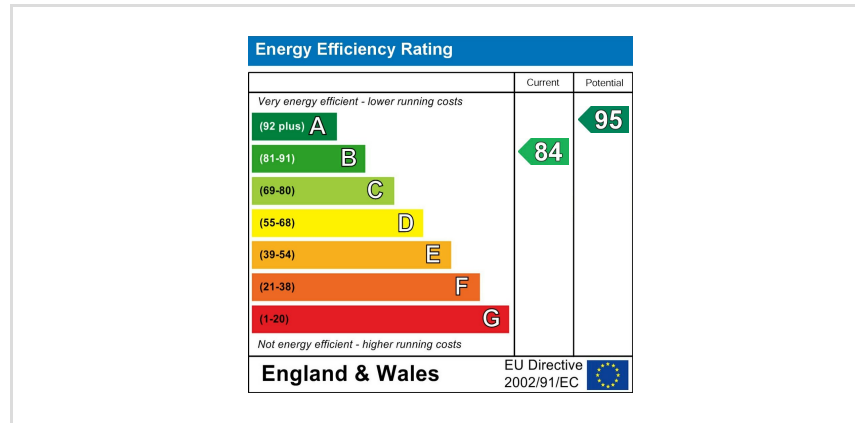 Energy Efficiency Rating
Current Potential
Very energy efficient - lower running costs
(92 plus) A
95
(81-91) B
84
(69-80) C
(55-68) D
(39-54) E
(21-38) F
(1-20) G
Not energy efficient - higher running costs
England & Wales
EU Directive
2002/91/EC